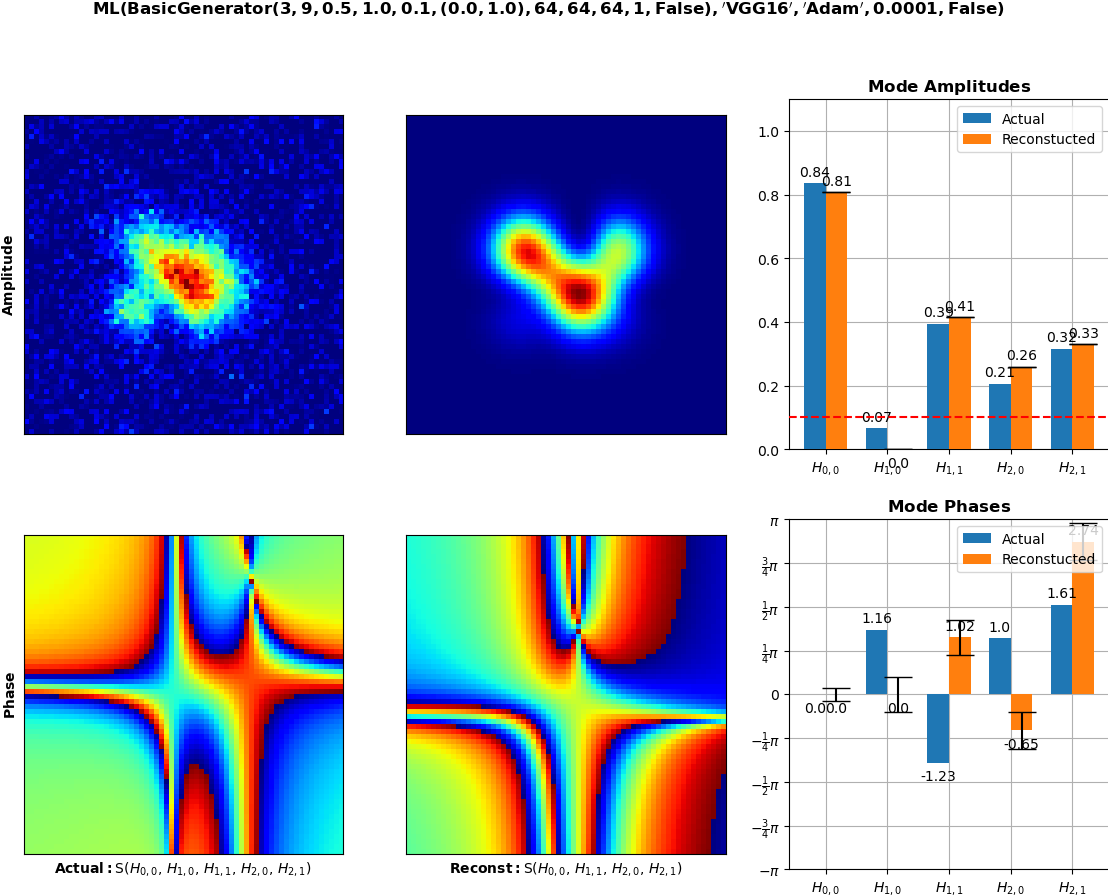 ML(BasicGenerator(3, 9, 0.5, 1.0, 0.1, (0.0, 1.0), 64, 64, 64, 1, False), 'VGG16', 'Adam', 0.0001, False)
Amplitude
Mode Amplitudes
Actual
Reconstucted
1.0
0.8
0.6
0.4
0.2
0.0
0.84
0.81
0.07
0.0
0.39
0.41
0.21
0.26
0.32
0.33
H0,0
H1,0
H1,1
H2,0
H2,1
Phase
Actual: S(H0,0, H1,0, H1,1, H2,0, H2,1)
Reconst: S(H0,0, H1,1, H2,0, H2,1)
Mode Phases
Actual
Reconstucted
π
3/4π
1/2π
1/4π
0
−1/4π
−1/2π
−3/4π
−π
0.0
0.0
1.16
0.0
-1.23
1.02
1.0
-0.65
1.61
2.74
H0,0
H1,0
H1,1
H2,0
H2,1